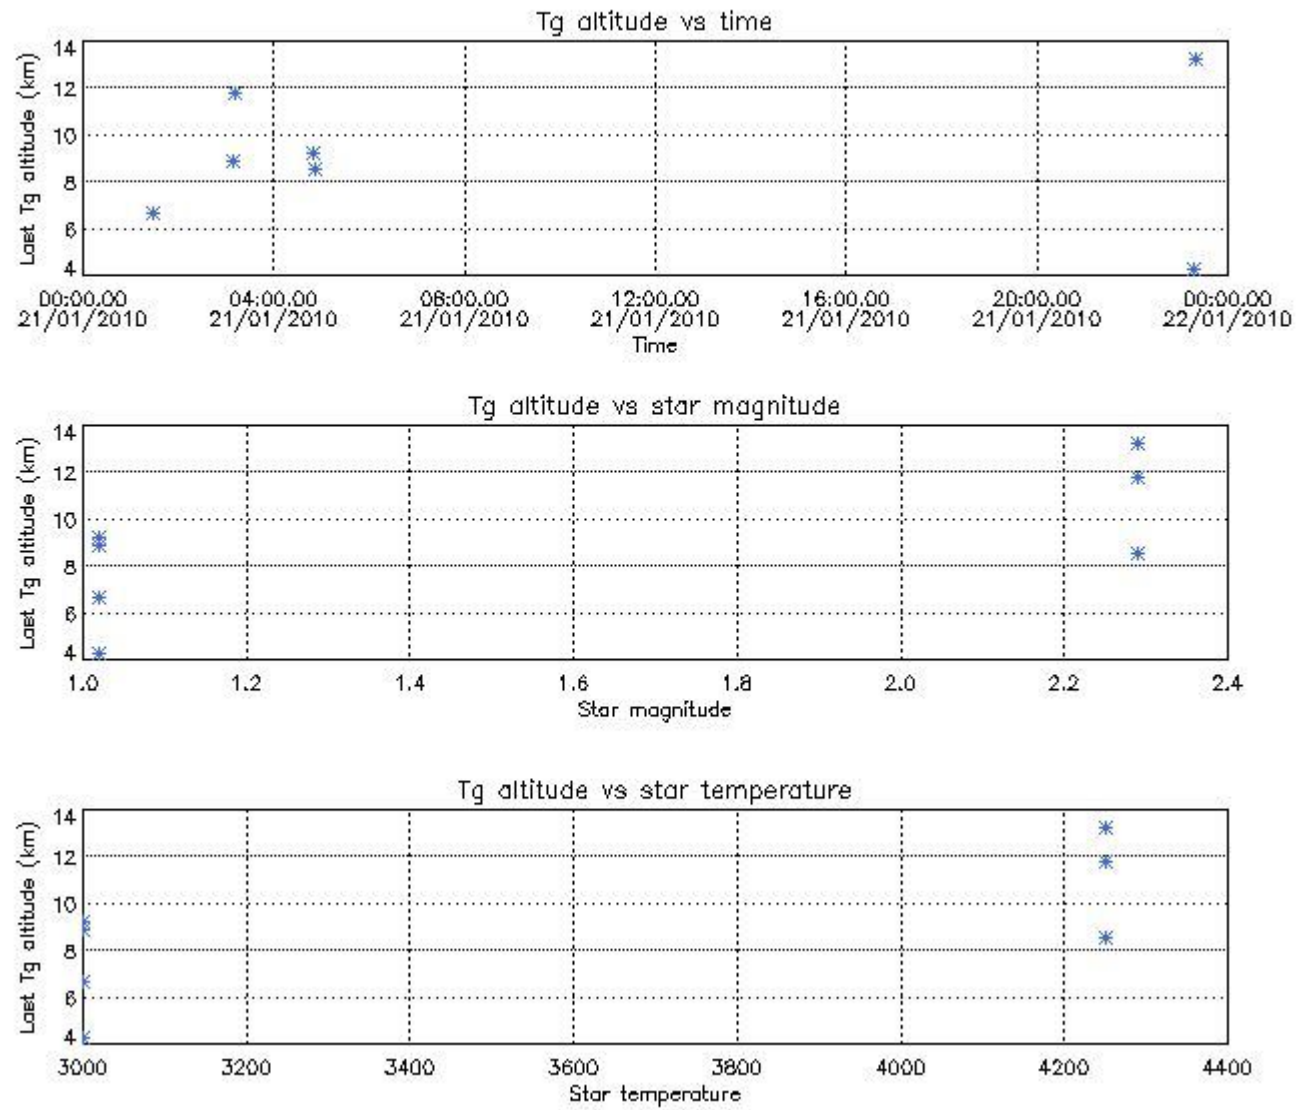 Tg altitude vs time
Last Tg altitude (km)
14
12
10
8
6
4
00:00.00 04:00.00 08:00.00 12:00.00 16:00.00 20:00.00 00:00.00
21/01/2010 21/01/2010 21/01/2010 21/01/2010 21/01/2010 21/01/2010 22/01/2010
Time
Tg altitude vs star magnitude
Last Tg altitude (km)
14
12
10
8
6
4
1.0 1.2 1.4 1.6 1.8 2.0 2.2 2.4
Star magnitude
Tg altitude vs star temperature
Last Tg altitude (km)
14
12
10
8
6
4
3000 3200 3400 3600 3800 4000 4200 4400
Star temperature